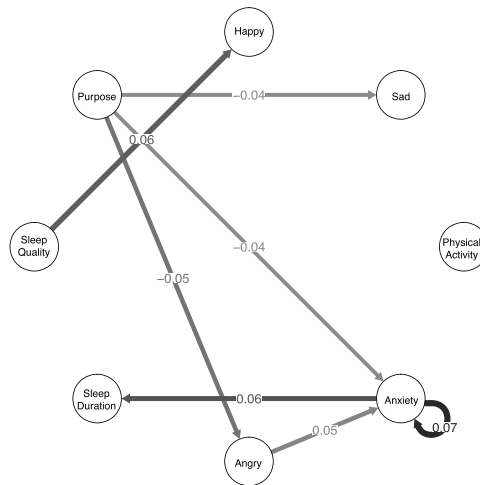 Happy
Purpose
−0.04
Sad
0.06
Sleep
Quality
−0.04
Physical
Activity
−0.05
Sleep
Duration
0.06
Anxiety
0.07
0.05
Angry